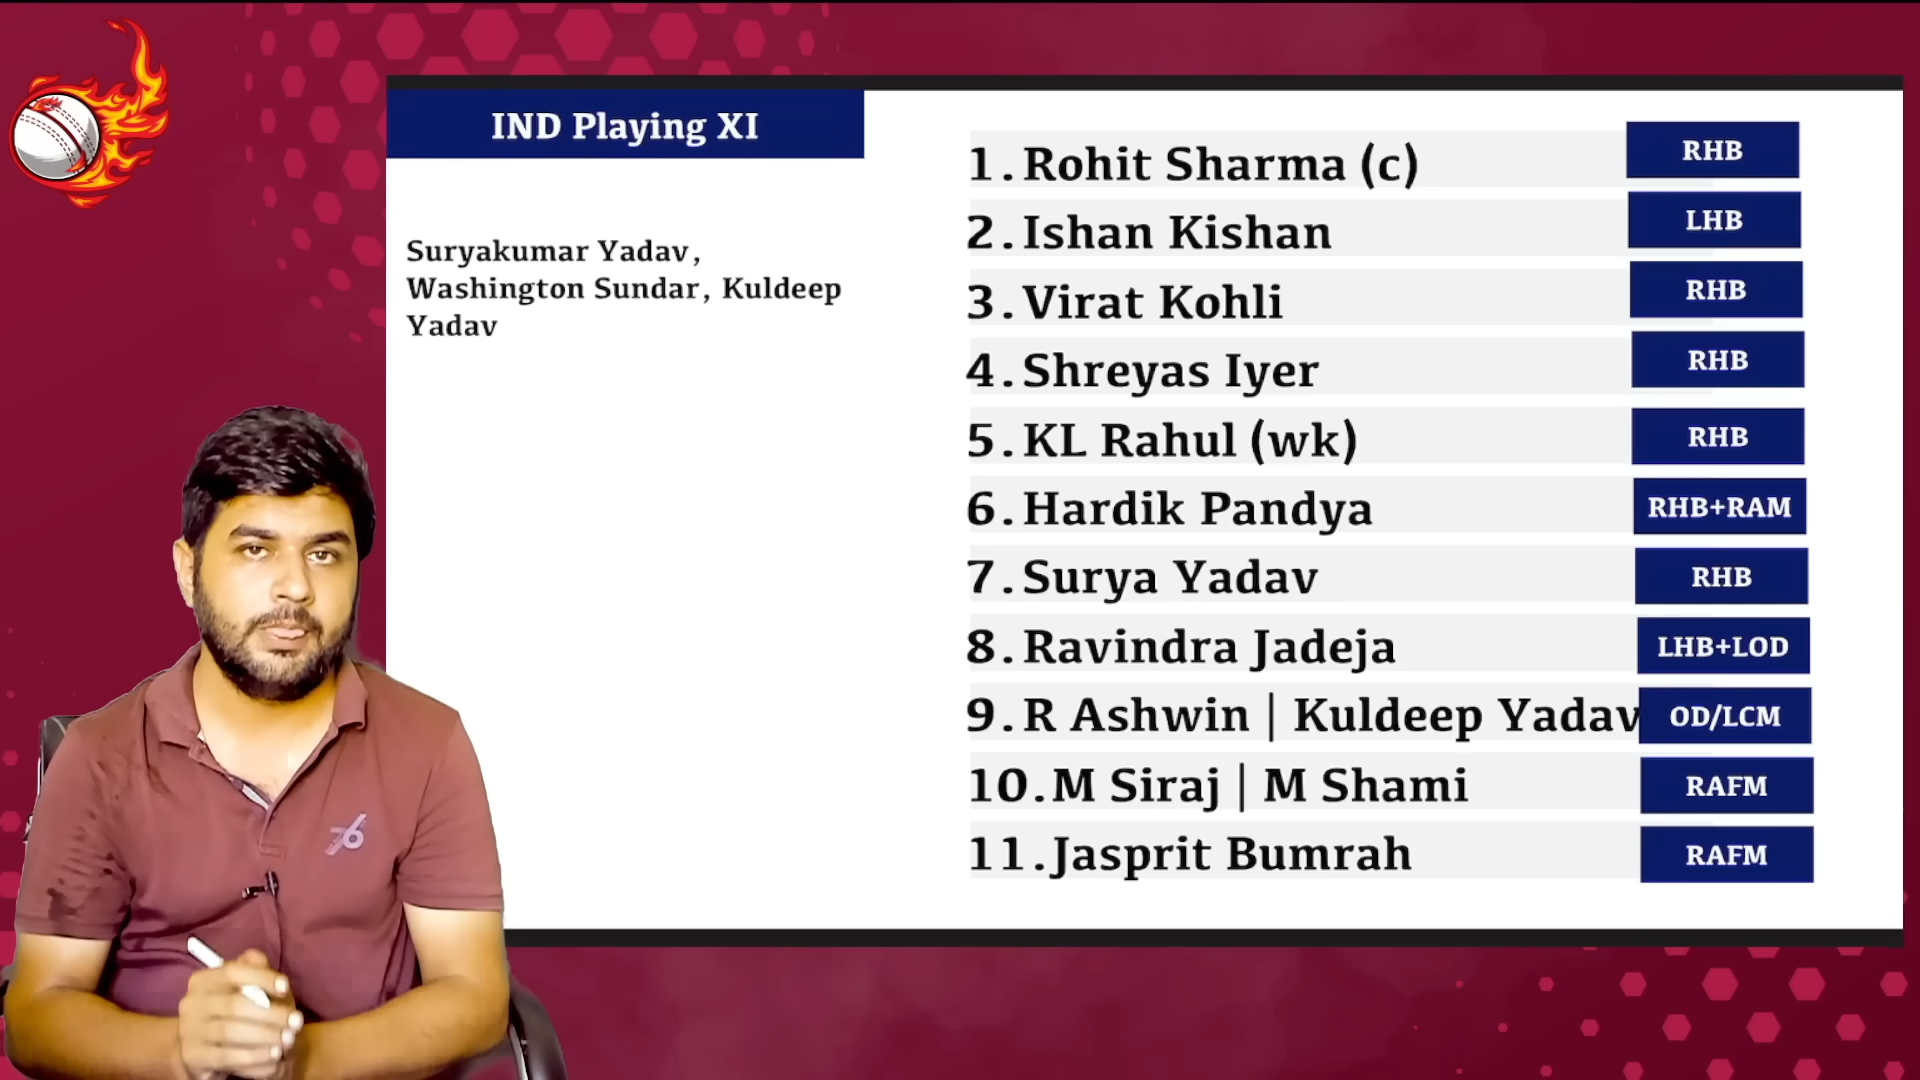 IND Playing XI
Suryakumar Yadav,
Washington Sundar, Kuldeep
Yadav
1. Rohit Sharma (c) RHB
2. Ishan Kishan LHB
3. Virat Kohli RHB
4. Shreyas Iyer RHB
5. KL Rahul (wk) RHB
6. Hardik Pandya RHB+RAM
7. Surya Yadav RHB
8. Ravindra Jadeja LHB+LOD
9. R Ashwin | Kuldeep Yadav OD/LCM
10. M Siraj | M Shami RAFM
11. Jasprit Bumrah RAFM
76